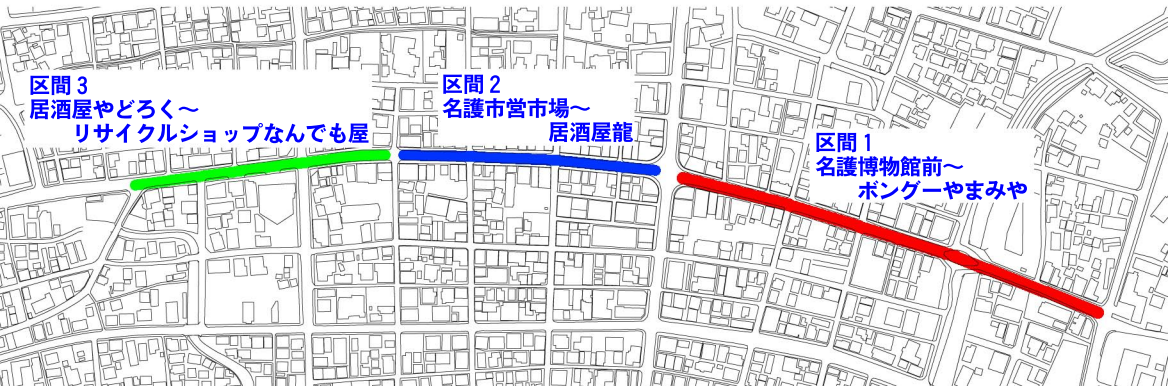 区間3
居酒屋やどろく～
リサイクルショップなんでも屋
区間2
名護市営市場～
居酒屋龍
区間1
名護博物館前～
ボングーやまみや